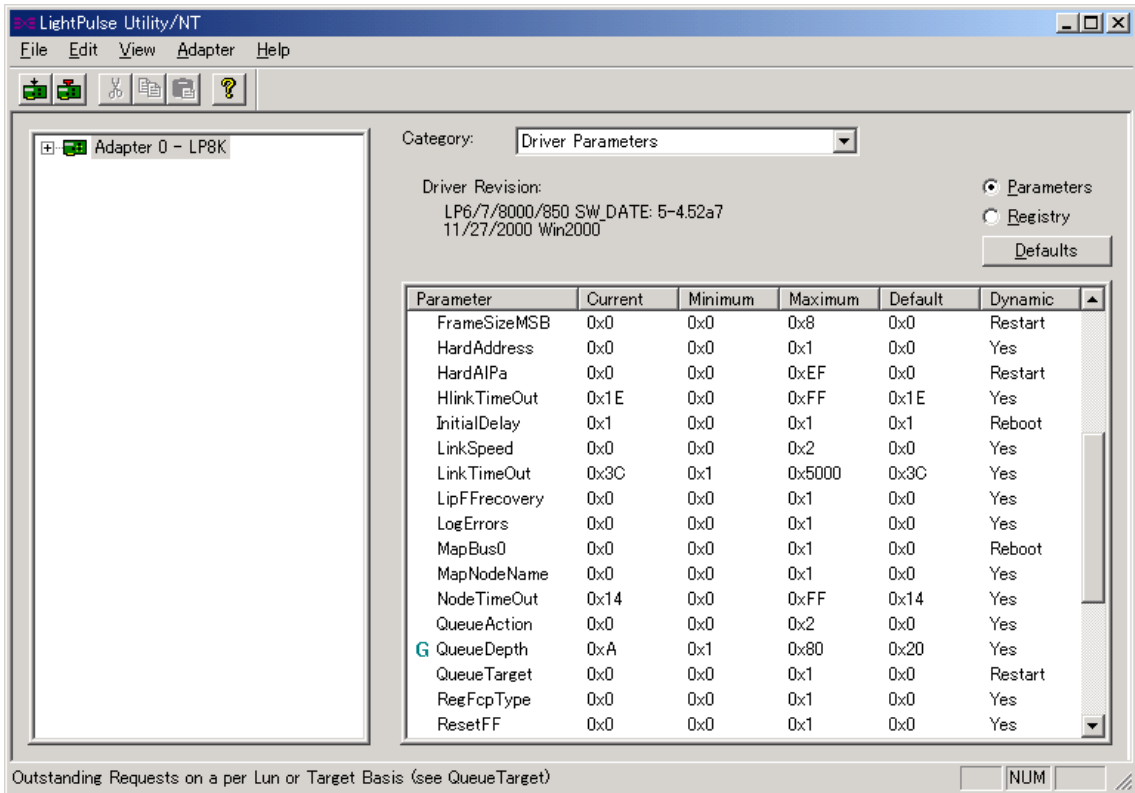 LightPulse Utility/NT
File Edit View Adapter Help
Adapter 0 - LP8K
Category: Driver Parameters
Driver Revision:
LP6/7/8000/850 SW_DATE: 5-4.52a7
11/27/2000 Win2000
Parameters
Registry
Defaults
Parameter Current Minimum Maximum Default Dynamic
FrameSizeMSB 0x0 0x0 0x8 0x0 Restart
HardAddress 0x0 0x0 0x1 0x0 Yes
HardAlPa 0x0 0x0 0xEF 0x0 Restart
HlinkTimeOut 0x1E 0x0 0xFF 0x1E Yes
InitialDelay 0x1 0x0 0x1 0x1 Reboot
LinkSpeed 0x0 0x0 0x2 0x0 Yes
LinkTimeOut 0x3C 0x1 0x5000 0x3C Yes
LipFFrecovery 0x0 0x0 0x1 0x0 Yes
LogErrors 0x0 0x0 0x1 0x0 Yes
MapBus0 0x0 0x0 0x1 0x0 Reboot
MapNodeName 0x0 0x0 0x1 0x0 Yes
NodeTimeOut 0x14 0x0 0xFF 0x14 Yes
QueueAction 0x0 0x0 0x2 0x0 Yes
G QueueDepth 0xA 0x1 0x80 0x20 Yes
QueueTarget 0x0 0x0 0x1 0x0 Restart
RegFcpType 0x0 0x0 0x1 0x0 Yes
ResetFF 0x0 0x0 0x1 0x0 Yes
Outstanding Requests on a per Lun or Target Basis (see QueueTarget) NUM